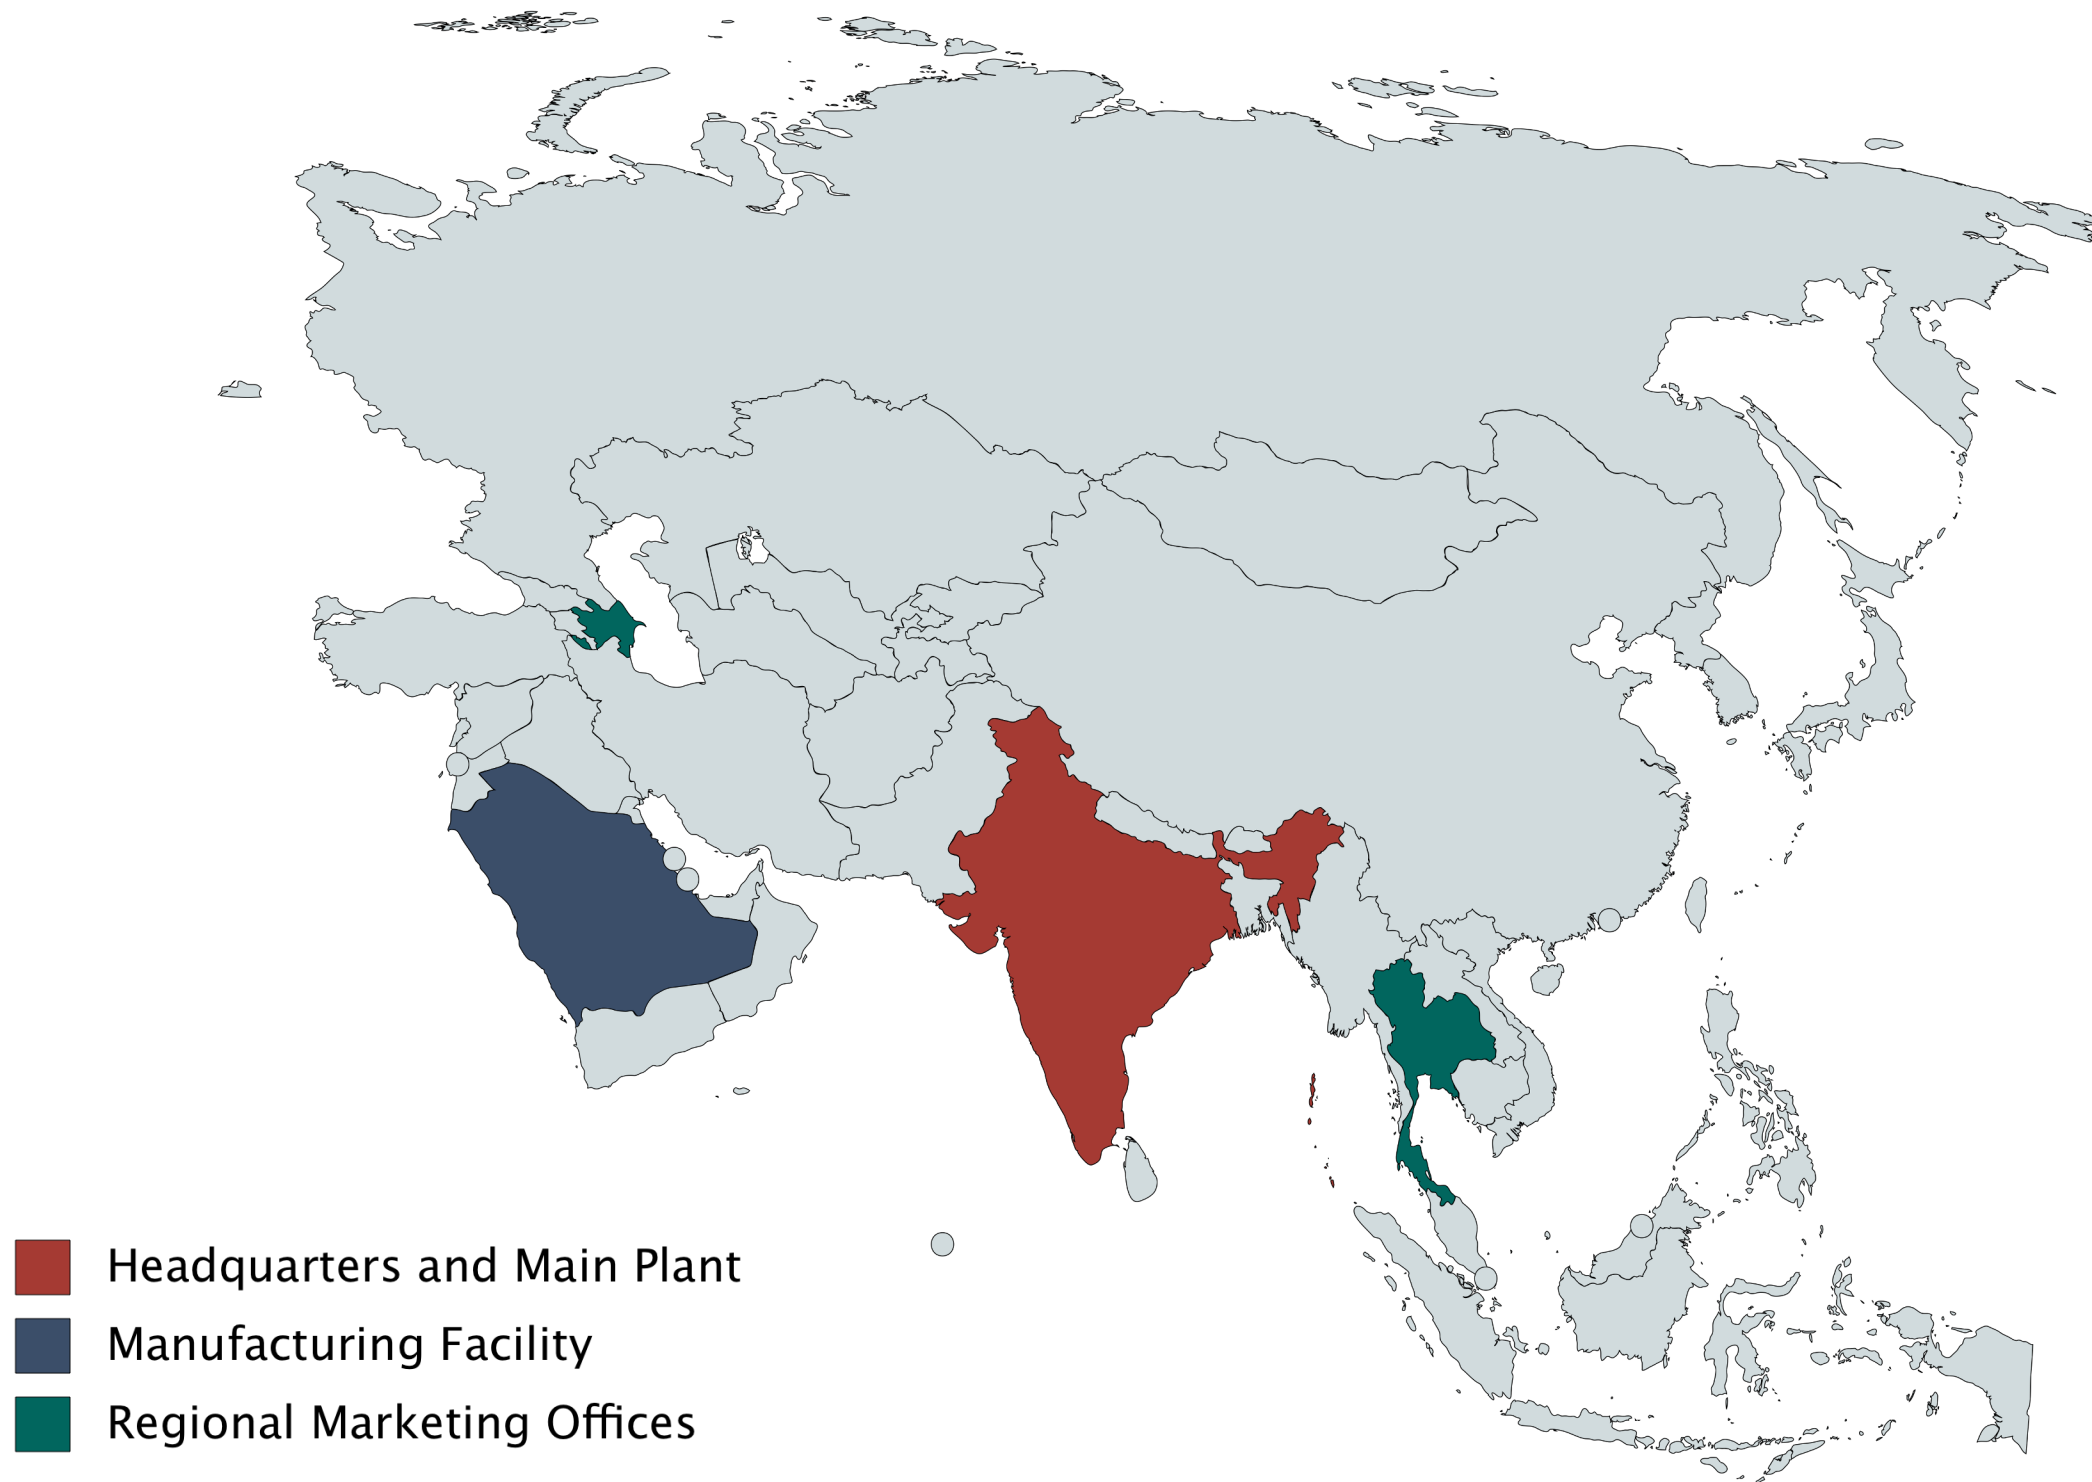 Headquarters and Main Plant
Manufacturing Facility
Regional Marketing Offices